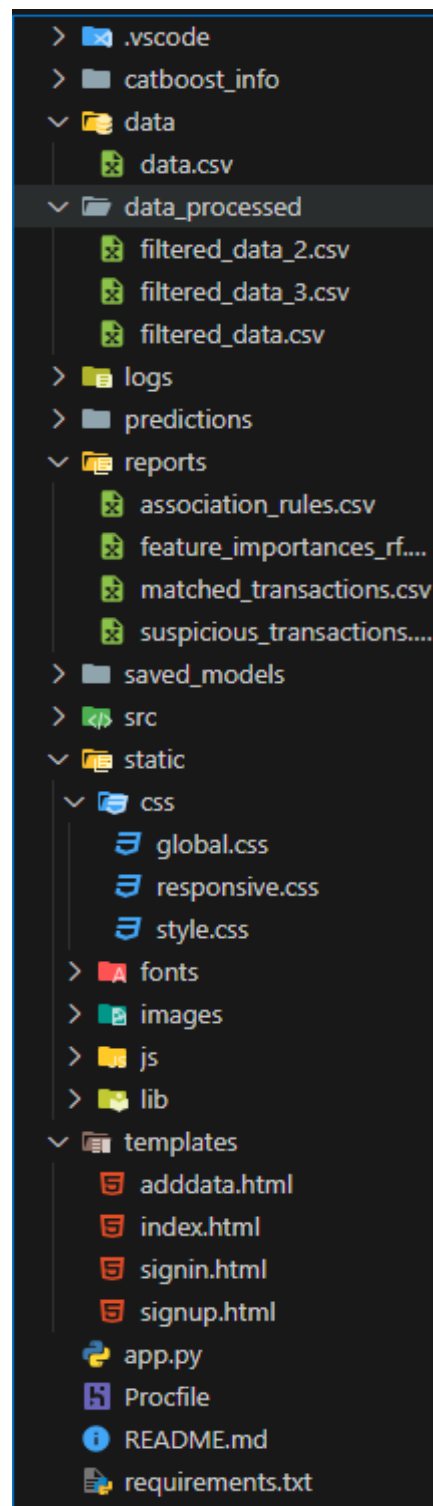 .vscode
catboost_info
data
data.csv
data_processed
filtered_data_2.csv
filtered_data_3.csv
filtered_data.csv
logs
predictions
reports
association_rules.csv
feature_importances_rf....
matched_transactions.csv
suspicious_transactions....
saved_models
src
static
css
global.css
responsive.css
style.css
fonts
images
js
lib
templates
adddata.html
index.html
signin.html
signup.html
app.py
Procfile
README.md
requirements.txt